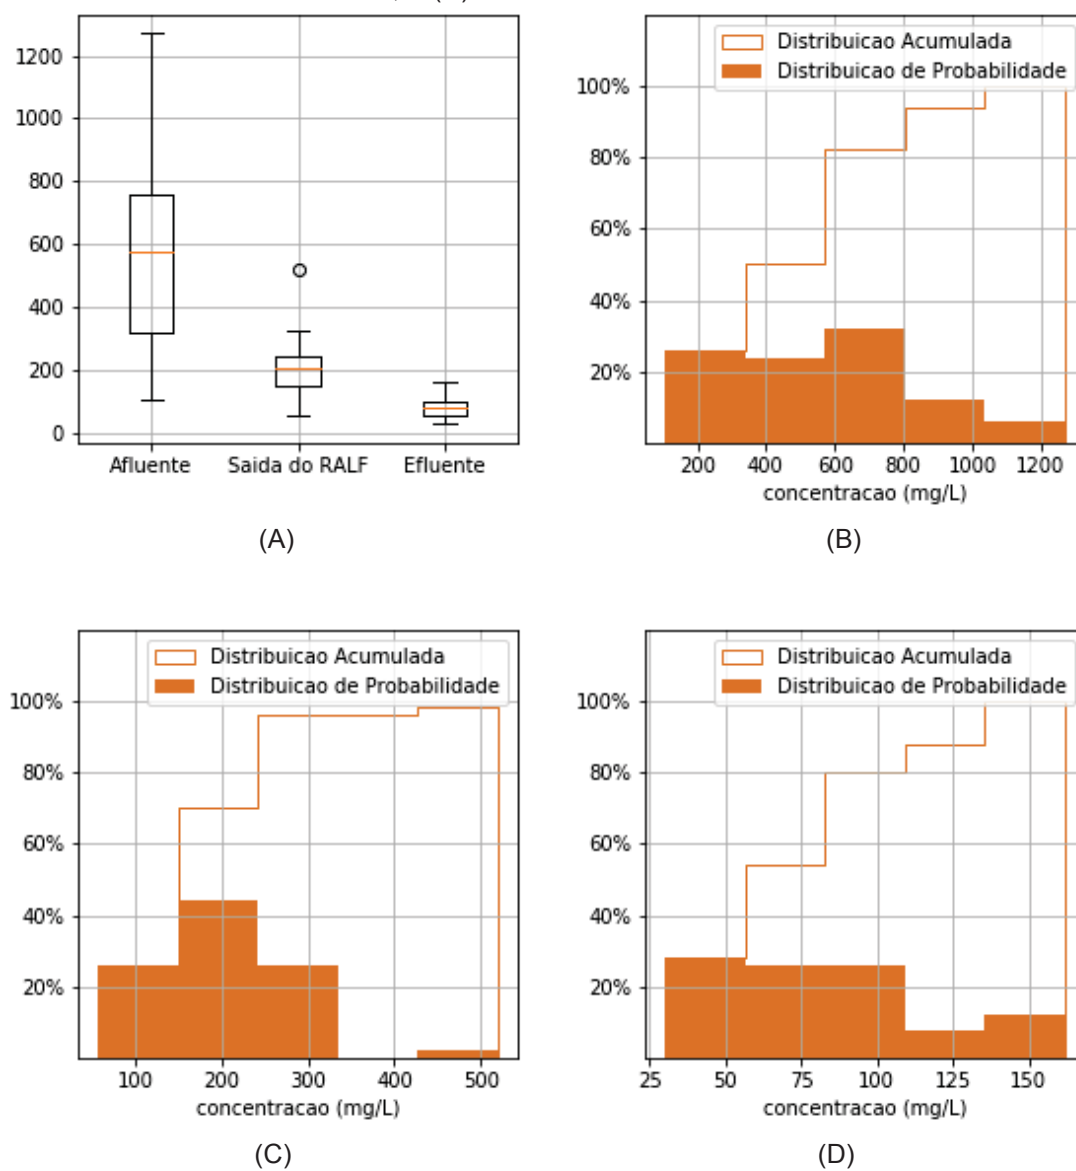 1200
1000
800
600
400
200
0
Afluente Saida do RALF Efluente
(A)
Distribuicao Acumulada
Distribuicao de Probabilidade
100%
80%
60%
40%
20%
200 400 600 800 1000 1200
concentracao (mg/L)
(B)
Distribuicao Acumulada
Distribuicao de Probabilidade
100%
80%
60%
40%
20%
100 200 300 400 500
concentracao (mg/L)
(C)
Distribuicao Acumulada
Distribuicao de Probabilidade
100%
80%
60%
40%
20%
25 50 75 100 125 150
concentracao (mg/L)
(D)